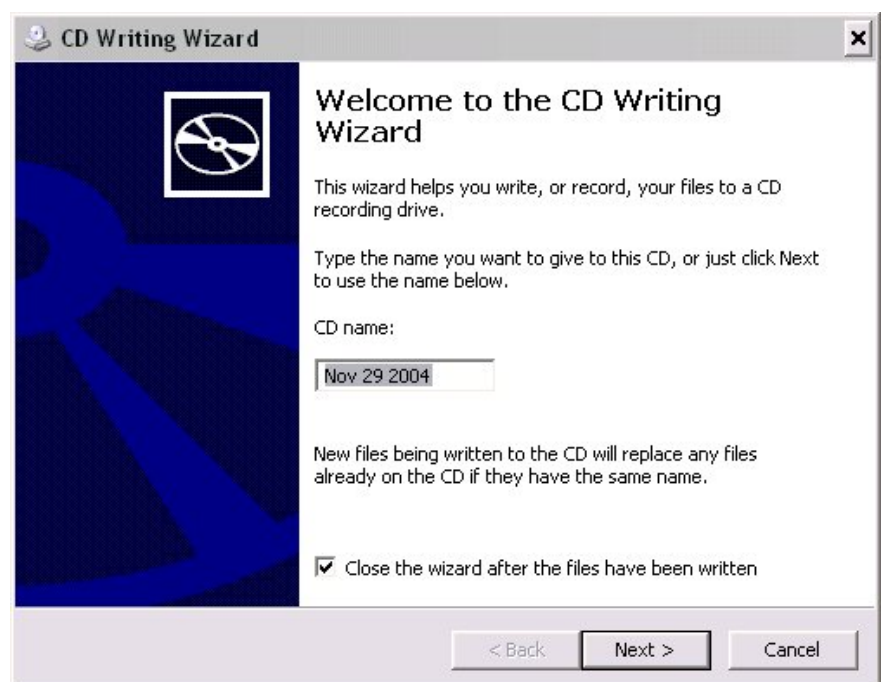 CD Writing Wizard
Welcome to the CD Writing
Wizard
This wizard helps you write, or record, your files to a CD
recording drive.
Type the name you want to give to this CD, or just click Next
to use the name below.
CD name:
Nov 29 2004
New files being written to the CD will replace any files
already on the CD if they have the same name.
Close the wizard after the files have been written
< Back Next > Cancel